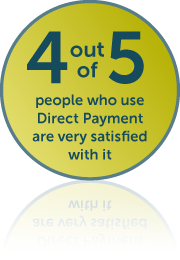 4 out of 5
people who use
Direct Payment
are very satisfied
with it